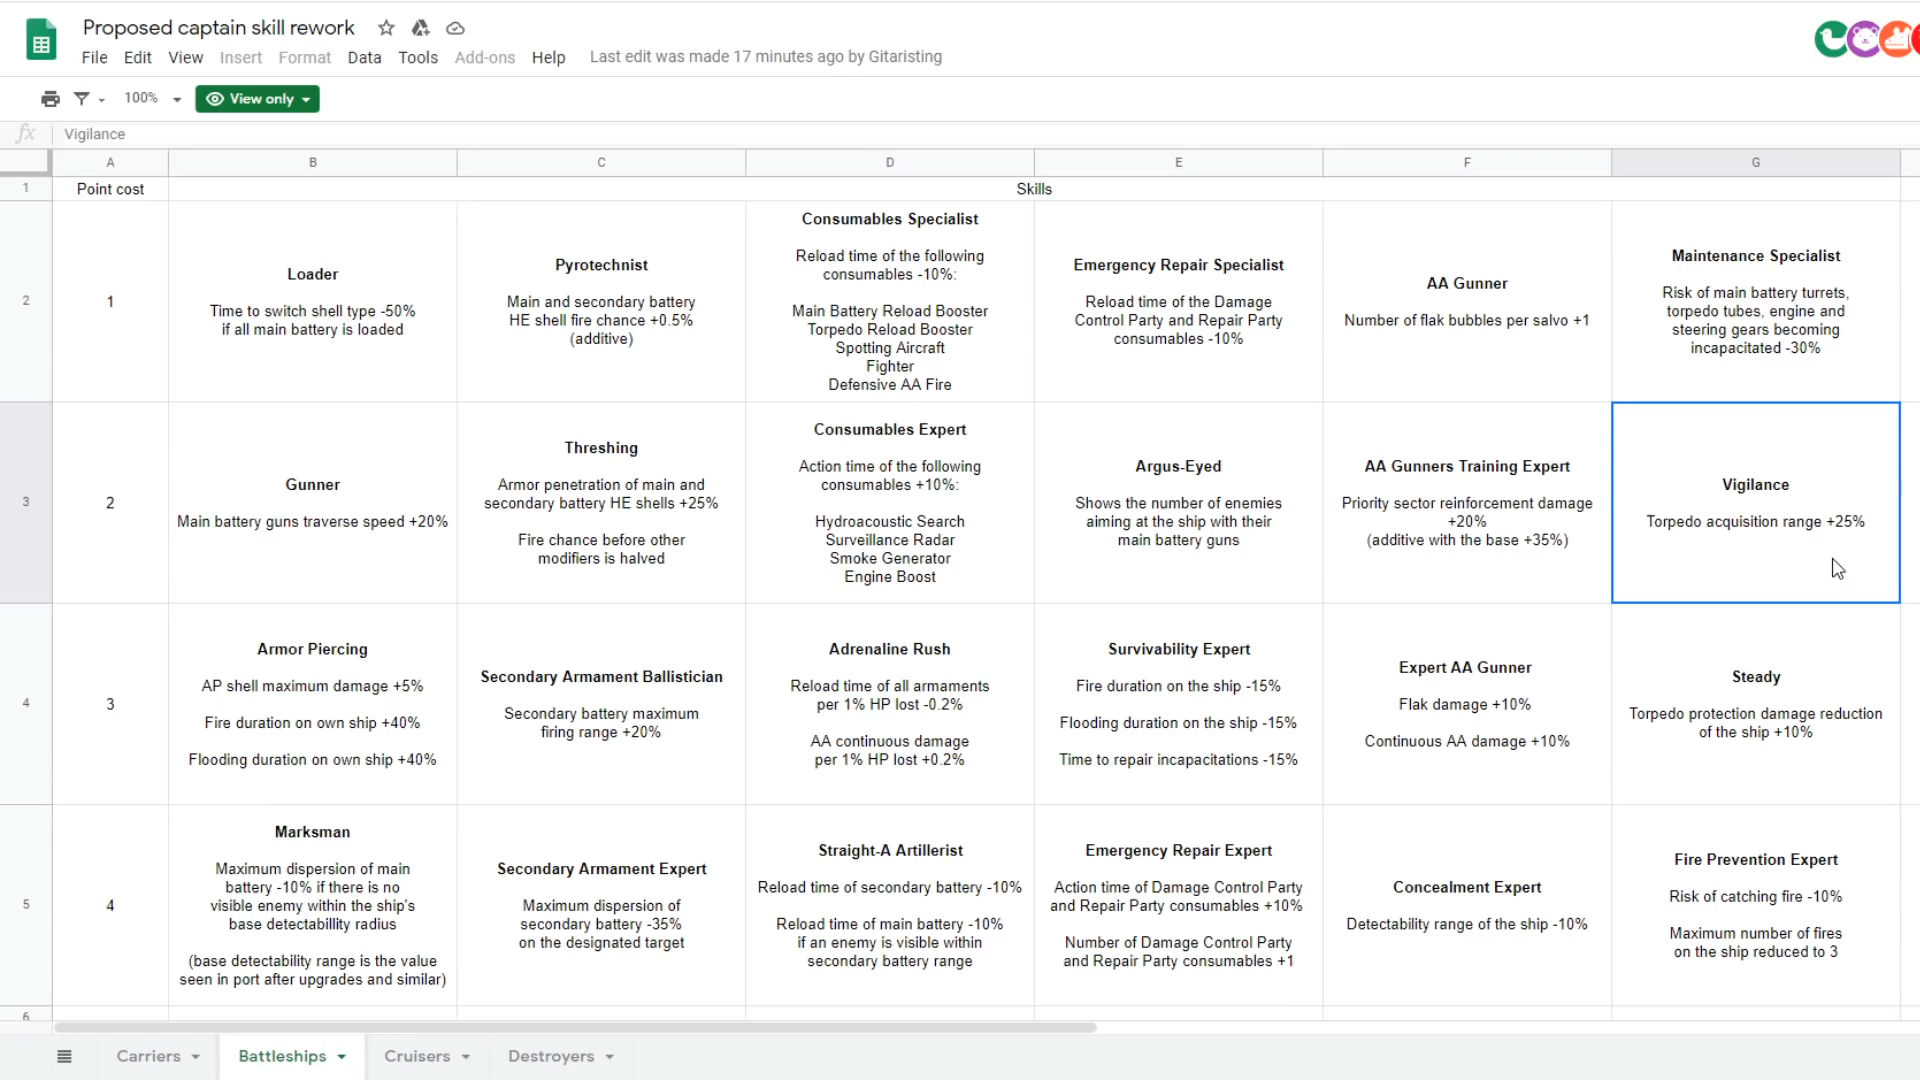 Proposed captain skill rework
File Edit View Insert Format Data Tools Add-ons Help Last edit was made 17 minutes ago by Gitaristing
100% View only
fx Vigilance
A B C D E F G
1 Point cost Skills
2
1
Loader
Time to switch shell type -50%
if all main battery is loaded
Pyrotechnist
Main and secondary battery
HE shell fire chance +0.5%
(additive)
Consumables Specialist
Reload time of the following
consumables -10%:
Main Battery Reload Booster
Torpedo Reload Booster
Spotting Aircraft
Fighter
Defensive AA Fire
Emergency Repair Specialist
Reload time of the Damage
Control Party and Repair Party
consumables -10%
AA Gunner
Number of flak bubbles per salvo +1
Maintenance Specialist
Risk of main battery turrets,
torpedo tubes, engine and
steering gears becoming
incapacitated -30%
3
2
Gunner
Main battery guns traverse speed +20%
Threshing
Armor penetration of main and
secondary battery HE shells +25%
Fire chance before other
modifiers is halved
Consumables Expert
Action time of the following
consumables +10%:
Hydroacoustic Search
Surveillance Radar
Smoke Generator
Engine Boost
Argus-Eyed
Shows the number of enemies
aiming at the ship with their
main battery guns
AA Gunners Training Expert
Priority sector reinforcement damage
+20%
(additive with the base +35%)
Vigilance
Torpedo acquisition range +25%
4
3
Armor Piercing
AP shell maximum damage +5%
Fire duration on own ship +40%
Flooding duration on own ship +40%
Secondary Armament Ballistician
Secondary battery maximum
firing range +20%
Adrenaline Rush
Reload time of all armaments
per 1% HP lost -0.2%
AA continuous damage
per 1% HP lost +0.2%
Survivability Expert
Fire duration on the ship -15%
Flooding duration on the ship -15%
Time to repair incapacitations -15%
Expert AA Gunner
Flak damage +10%
Continuous AA damage +10%
Steady
Torpedo protection damage reduction
of the ship +10%
5
4
Marksman
Maximum dispersion of main
battery -10% if there is no
visible enemy within the ship's
base detectabillity radius
(base detectability range is the value
seen in port after upgrades and similar)
Secondary Armament Expert
Maximum dispersion of
secondary battery -35%
on the designated target
Straight-A Artillerist
Reload time of secondary battery -10%
Reload time of main battery -10%
if an enemy is visible within
secondary battery range
Emergency Repair Expert
Action time of Damage Control Party
and Repair Party consumables +10%
Number of Damage Control Party
and Repair Party consumables +1
Concealment Expert
Detectability range of the ship -10%
Fire Prevention Expert
Risk of catching fire -10%
Maximum number of fires
on the ship reduced to 3
6
Carriers Battleships Cruisers Destroyers